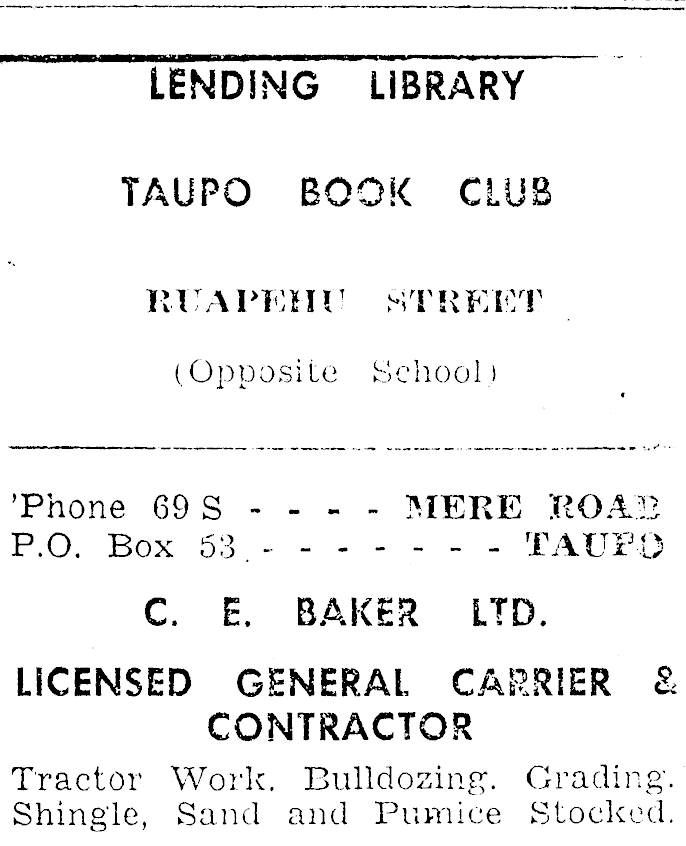 LENDING LIBRARY
TAUPO BOOK CLUB
RUAPEHU STREET
(Opposite School)
'Phone 69 S - - - - MERE ROAD
P.O. Box 53 - - - - - - - TAUPO
C. E. BAKER LTD.
LICENSED GENERAL CARRIER &
CONTRACTOR
Tractor Work. Bulldozing. Grading.
Shingle, Sand and Pumice Stocked.